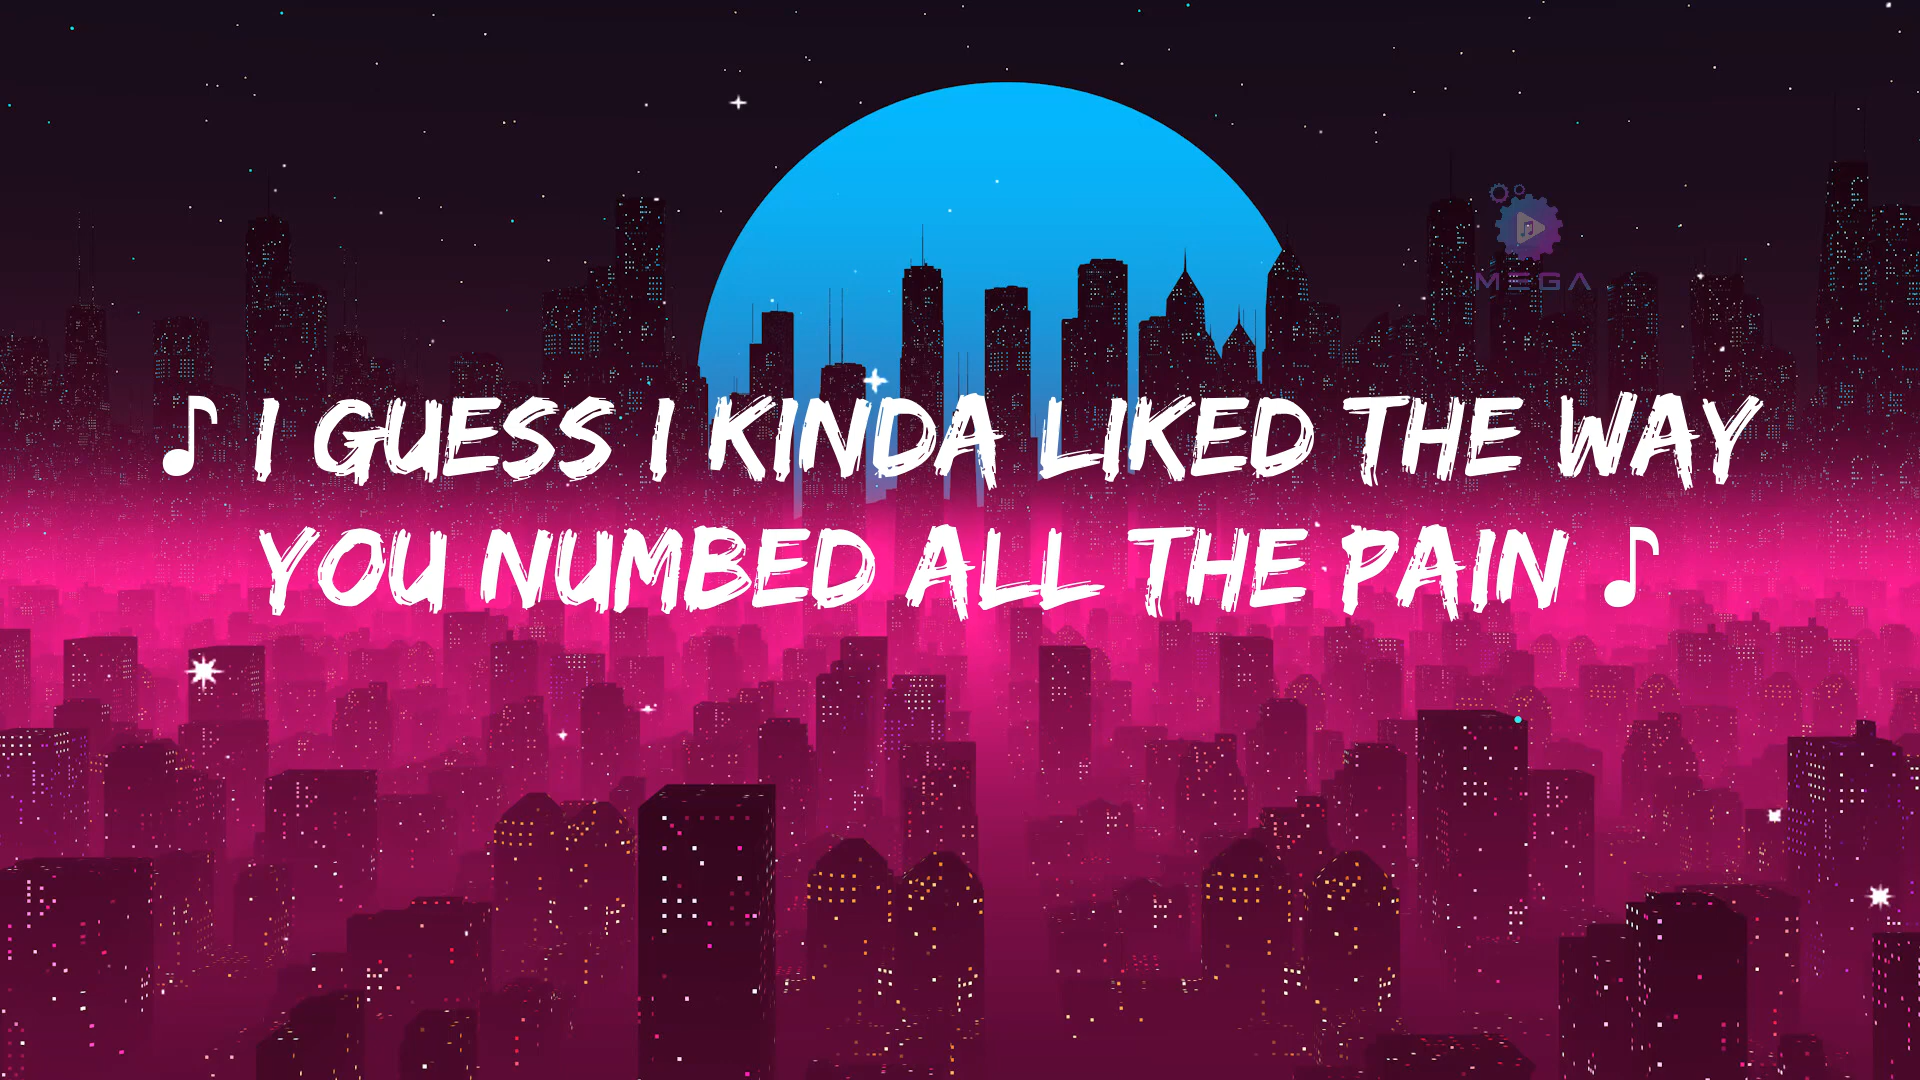 MEGA
♪ I GUESS I KINDA LIKED THE WAY
YOU NUMBED ALL THE PAIN ♪